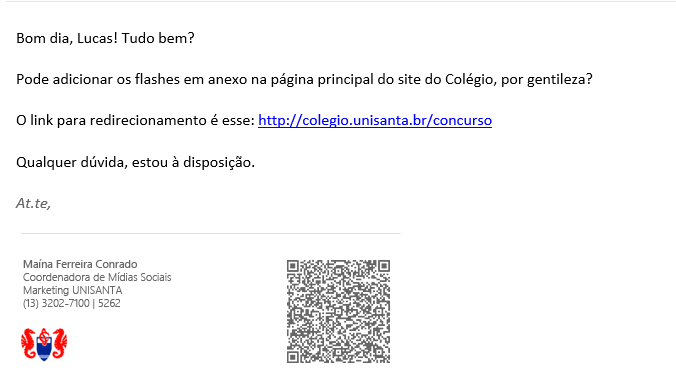 Bom dia, Lucas! Tudo bem?
Pode adicionar os flashes em anexo na página principal do site do Colégio, por gentileza?
O link para redirecionamento é esse: http://colegio.unisanta.br/concurso
Qualquer dúvida, estou à disposição.
At.te,
Maína Ferreira Conrado
Coordenadora de Mídias Sociais
Marketing UNISANTA
(13) 3202-7100 | 5262